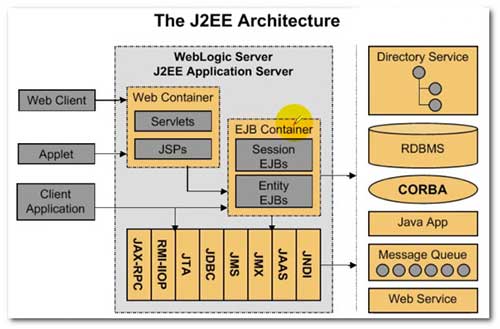 The J2EE Architecture
WebLogic Server
J2EE Application Server
Web Client
Applet
Client
Application
Web Container
Servlets
JSPs
EJB Container
Session
EJBs
Entity
EJBs
JAX-RPC
RMI-IIOP
JTA
JDBC
JMS
JMX
JAAS
JNDI
Directory Service
RDBMS
CORBA
Java App
Message Queue
Web Service